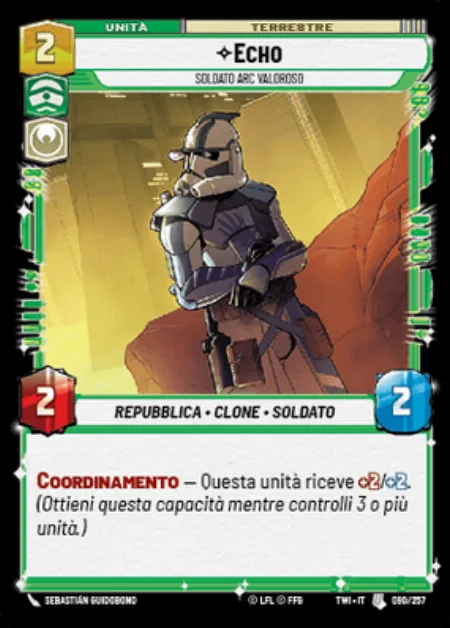 2
UNITÀ
TERRESTRE
✧ECHO
SOLDATO ARC VALOROSO
2
2
REPUBBLICA • CLONE • SOLDATO
COORDINAMENTO — Questa unità riceve +2/+2.
(Ottieni questa capacità mentre controlli 3 o più
unità.)
SEBASTIÁN GUIDOBONO
© LFL © FFG
TWI • IT
090/257